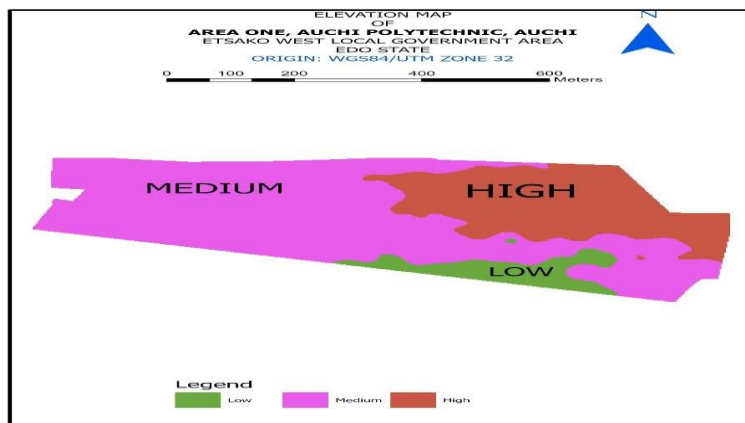 ELEVATION MAP
OF
AREA ONE, AUCHI POLYTECHNIC, AUCHI
ETSAKO WEST LOCAL GOVERNMENT AREA
EDO STATE
ORIGIN: WGS84/UTM ZONE 32
N
0 100 200 400 600
Meters
MEDIUM
HIGH
LOW
Legend
Low Medium High